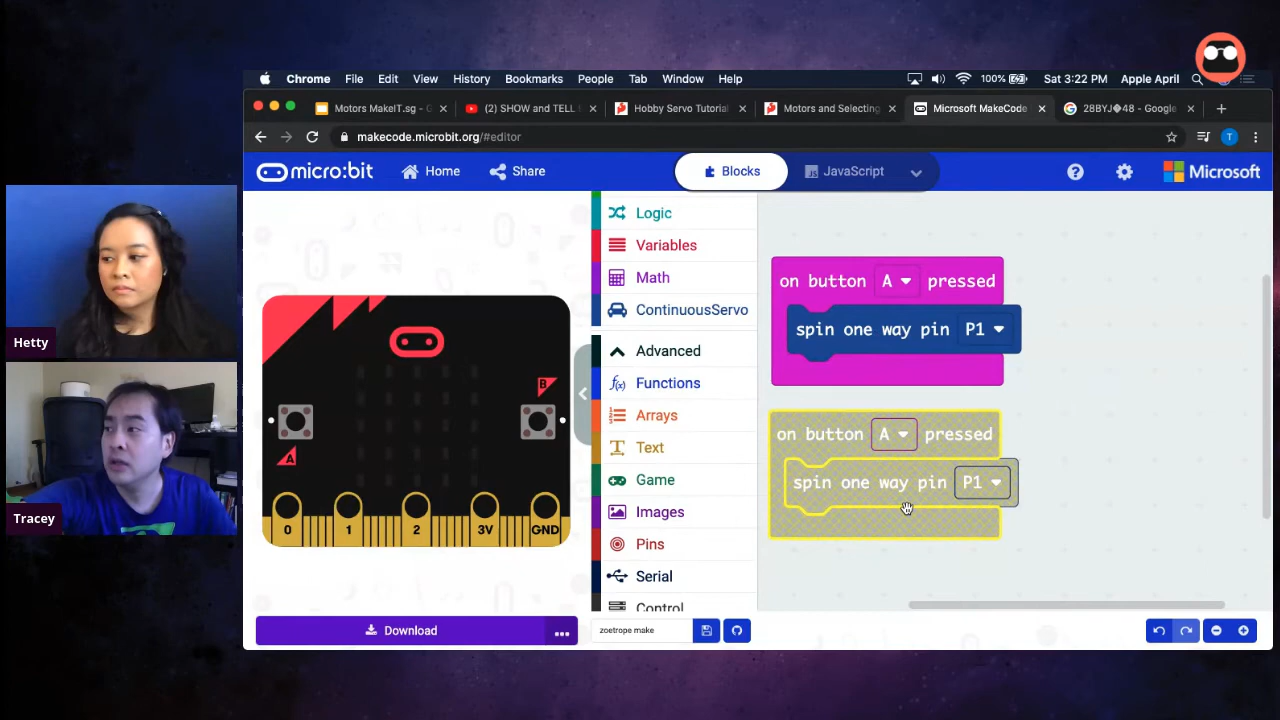 Chrome File Edit View History Bookmarks People Tab Window Help 100% Sat 3:22 PM Apple April
Motors MakeIT.sg - G
(2) SHOW and TELL
Hobby Servo Tutorial
Motors and Selecting
Microsoft MakeCode
28BYJ�48 - Google
makecode.microbit.org/#editor
T
micro:bit
Home
Share
Blocks
JavaScript
Microsoft
Logic
Variables
Math
ContinuousServo
Advanced
Functions
Arrays
Text
Game
Images
Pins
Serial
Control
on button A pressed
spin one way pin P1
on button A pressed
spin one way pin P1
B
A
0 1 2 3V GND
Download
zoetrope make
Hetty
Tracey